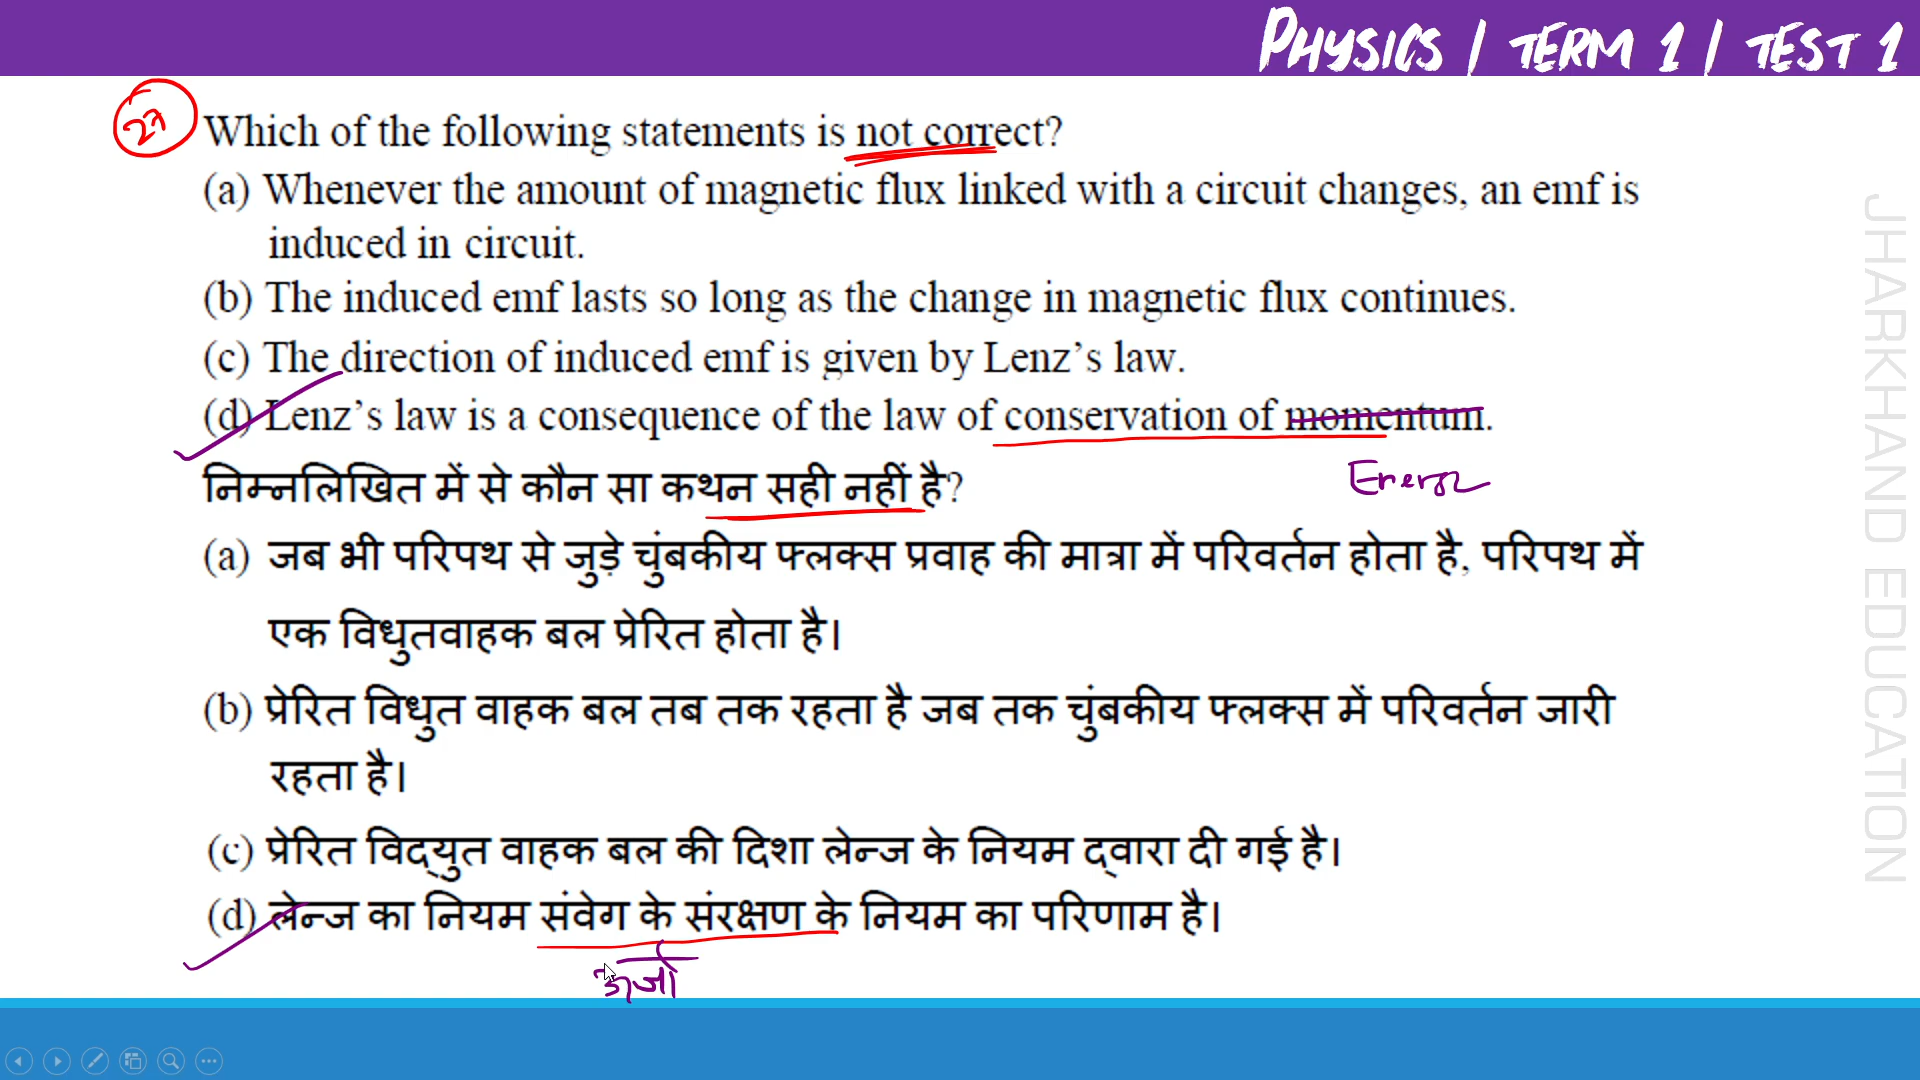 PHYSICS | TERM 1 | TEST 1
27
Which of the following statements is not correct?
(a) Whenever the amount of magnetic flux linked with a circuit changes, an emf is
induced in circuit.
(b) The induced emf lasts so long as the change in magnetic flux continues.
(c) The direction of induced emf is given by Lenz's law.
(d) Lenz's law is a consequence of the law of conservation of momentum.
Energy
निम्नलिखित में से कौन सा कथन सही नहीं है?
(a) जब भी परिपथ से जुड़े चुंबकीय फ्लक्स प्रवाह की मात्रा में परिवर्तन होता है, परिपथ में
एक विधुतवाहक बल प्रेरित होता है।
(b) प्रेरित विधुत वाहक बल तब तक रहता है जब तक चुंबकीय फ्लक्स में परिवर्तन जारी
रहता है।
(c) प्रेरित विद्युत वाहक बल की दिशा लेन्ज के नियम द्वारा दी गई है।
(d) लेन्ज का नियम संवेग के संरक्षण के नियम का परिणाम है।
ऊर्जा
JHARKHAND EDUCATION